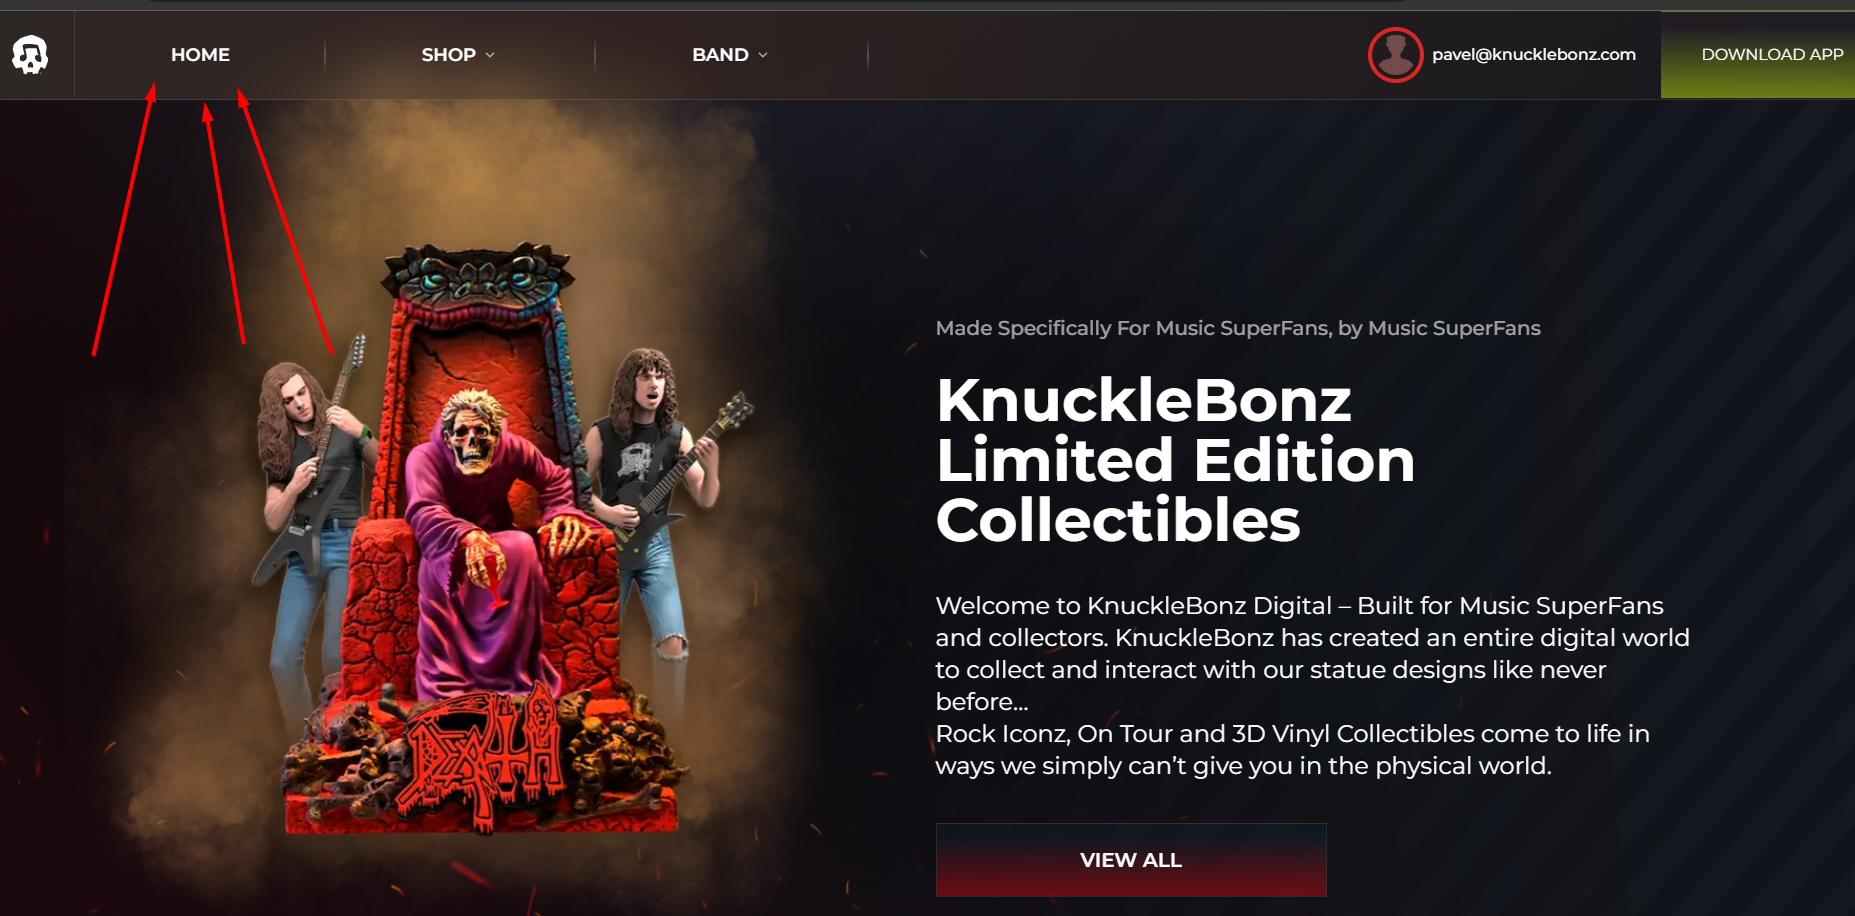 HOME
SHOP
BAND
pavel@knucklebonz.com
DOWNLOAD APP
Made Specifically For Music SuperFans, by Music SuperFans
KnuckleBonz
Limited Edition
Collectibles
Welcome to KnuckleBonz Digital – Built for Music SuperFans
and collectors. KnuckleBonz has created an entire digital world
to collect and interact with our statue designs like never
before...
Rock Iconz, On Tour and 3D Vinyl Collectibles come to life in
ways we simply can’t give you in the physical world.
DEATH
VIEW ALL